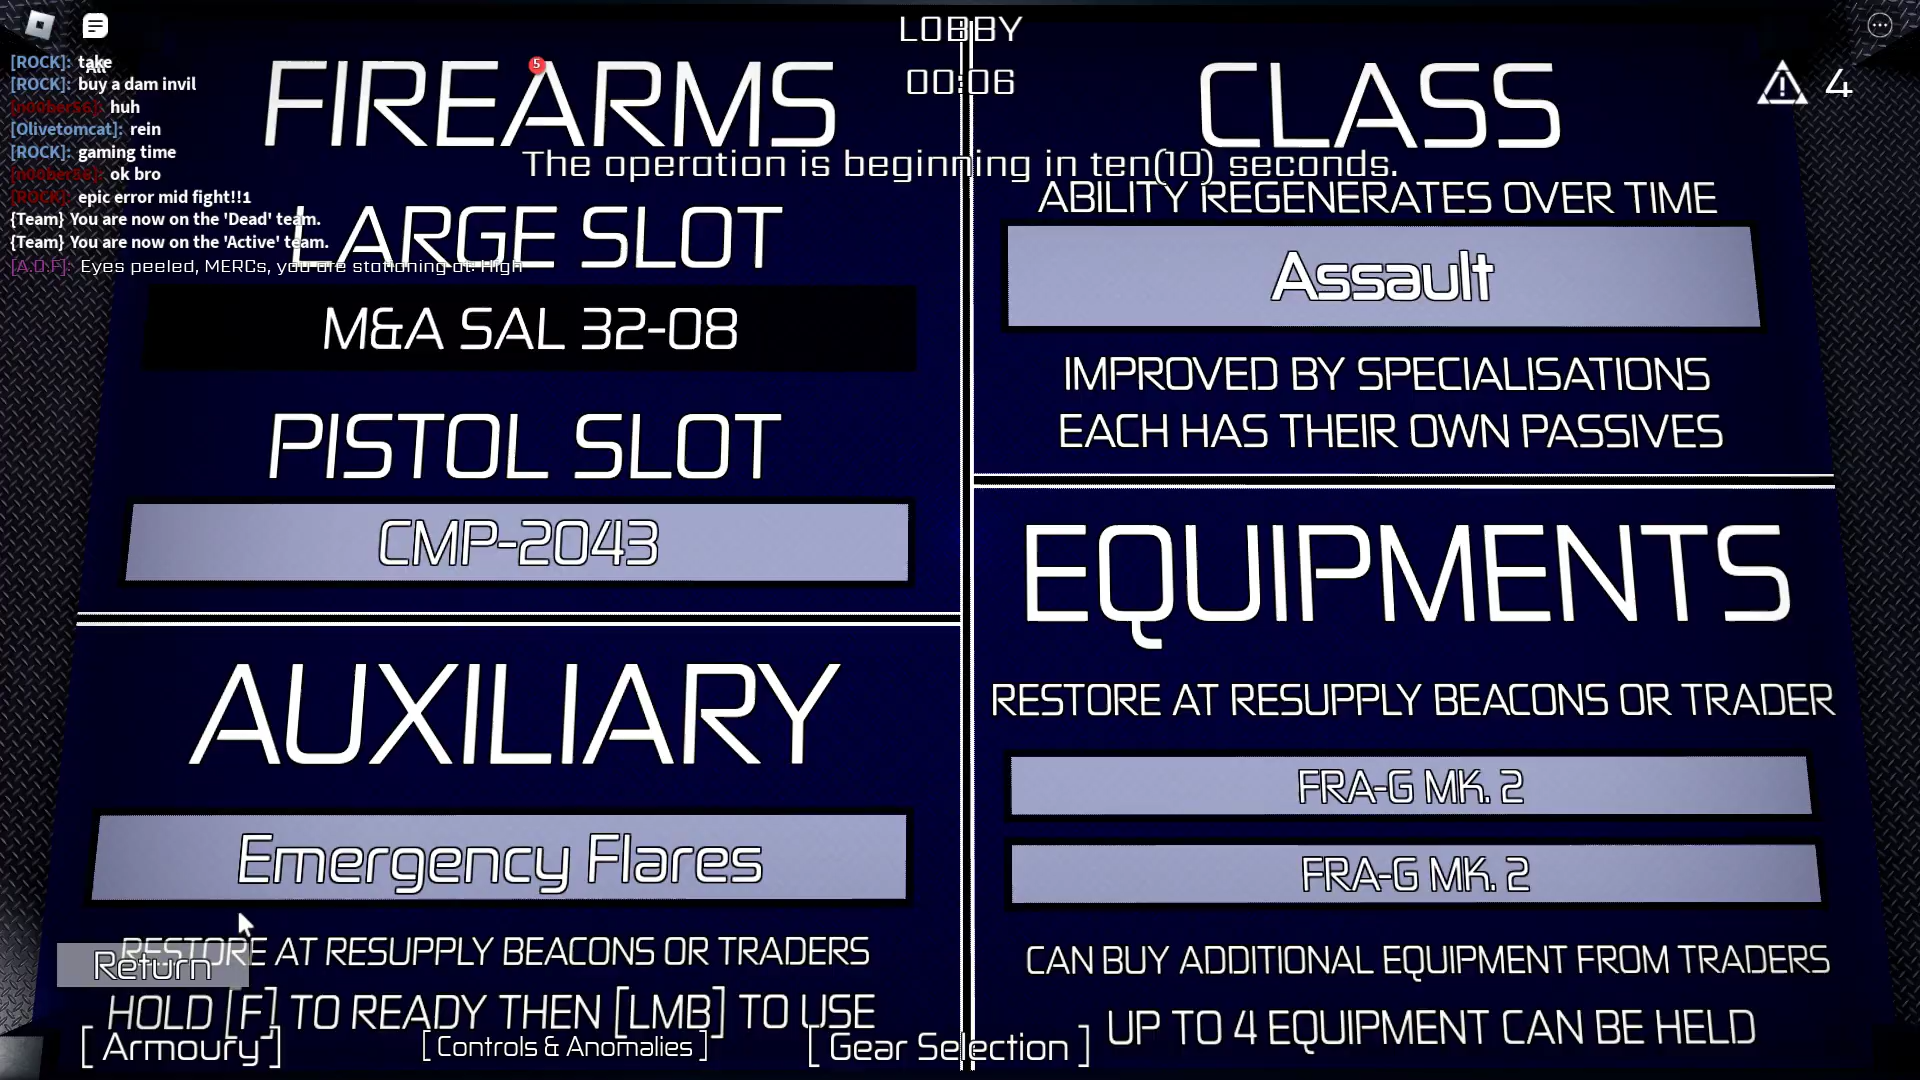 LOBBY
00:06
The operation is beginning in ten(10) seconds.
4
5
All
[ROCK]: take
[ROCK]: buy a dam invil
[n00ber56]: huh
[Olivetomcat]: rein
[ROCK]: gaming time
[n00ber56]: ok bro
[ROCK]: epic error mid fight!!1
{Team} You are now on the 'Dead' team.
{Team} You are now on the 'Active' team.
[A.D.F]: Eyes peeled, MERCs, you are stationing at: High
FIREARMS
LARGE SLOT
M&A SAL 32-08
PISTOL SLOT
CMP-2043
AUXILIARY
Emergency Flares
RESTORE AT RESUPPLY BEACONS OR TRADERS
HOLD [F] TO READY THEN [LMB] TO USE
CLASS
ABILITY REGENERATES OVER TIME
Assault
IMPROVED BY SPECIALISATIONS
EACH HAS THEIR OWN PASSIVES
EQUIPMENTS
RESTORE AT RESUPPLY BEACONS OR TRADER
FRA-G MK. 2
FRA-G MK. 2
CAN BUY ADDITIONAL EQUIPMENT FROM TRADERS
UP TO 4 EQUIPMENT CAN BE HELD
Return
[ Armoury ]
[ Controls & Anomalies ]
[ Gear Selection ]